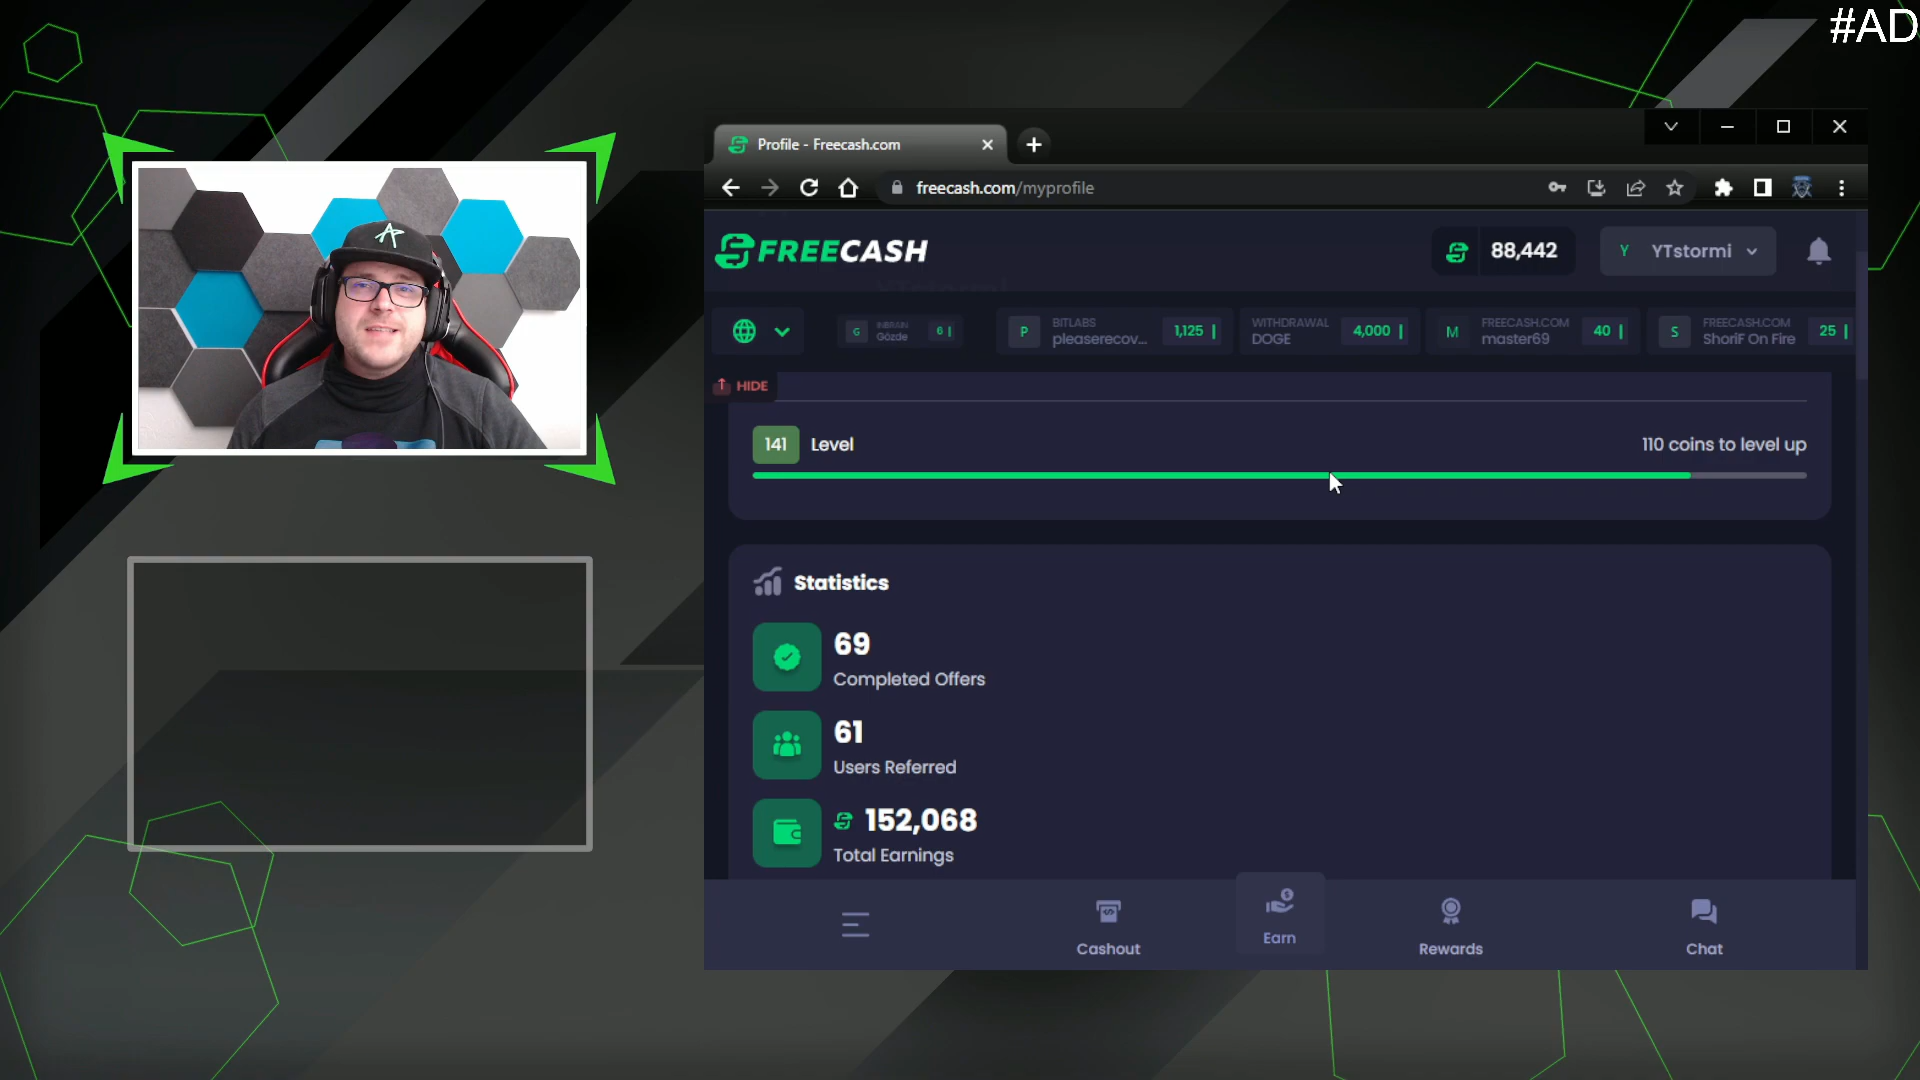 #AD
Profile - Freecash.com
freecash.com/myprofile
FREECASH
88,442
Y YTstormi
G Gözde 6
P BITLABS pleaserecov... 1,125
WITHDRAWAL DOGE 4,000
M FREECASH.COM master69 40
S FREECASH.COM ShoriF On Fire 25
HIDE
141 Level
110 coins to level up
Statistics
69
Completed Offers
61
Users Referred
152,068
Total Earnings
Cashout
Earn
Rewards
Chat